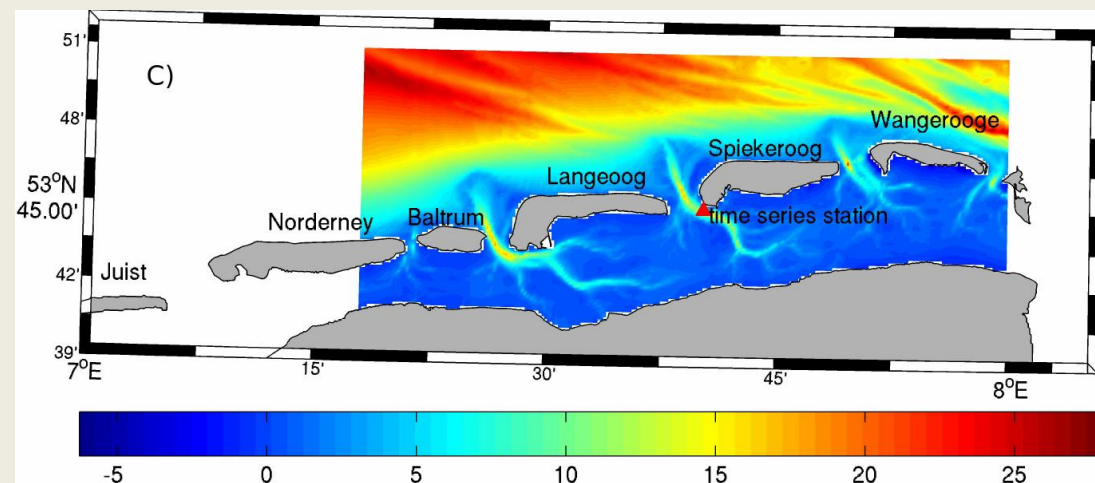 51'
C)
48'
Wangerooge
Spiekeroog
53°N
45.00'
Langeoog
time series station
Norderney
Baltrum
42'
Juist
39'
7°E
15'
30'
45'
8°E
-5 0 5 10 15 20 25